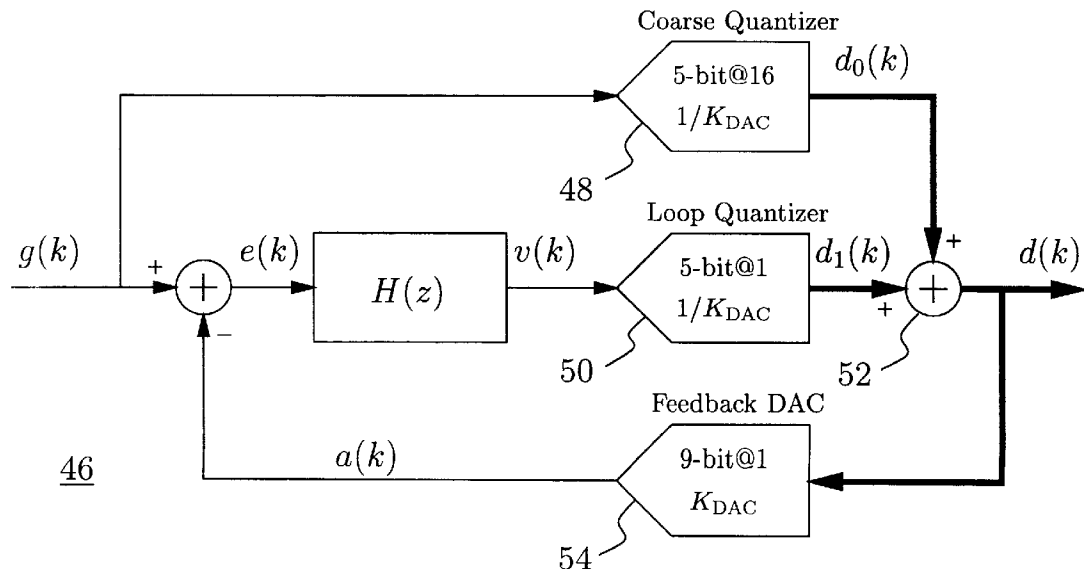 Coarse Quantizer
5-bit@16
1/K_DAC
d_0(k)
48
Loop Quantizer
g(k)
+
−
+
e(k)
H(z)
v(k)
5-bit@1
1/K_DAC
d_1(k)
+
+
+
d(k)
50
52
Feedback DAC
46
a(k)
9-bit@1
K_DAC
54